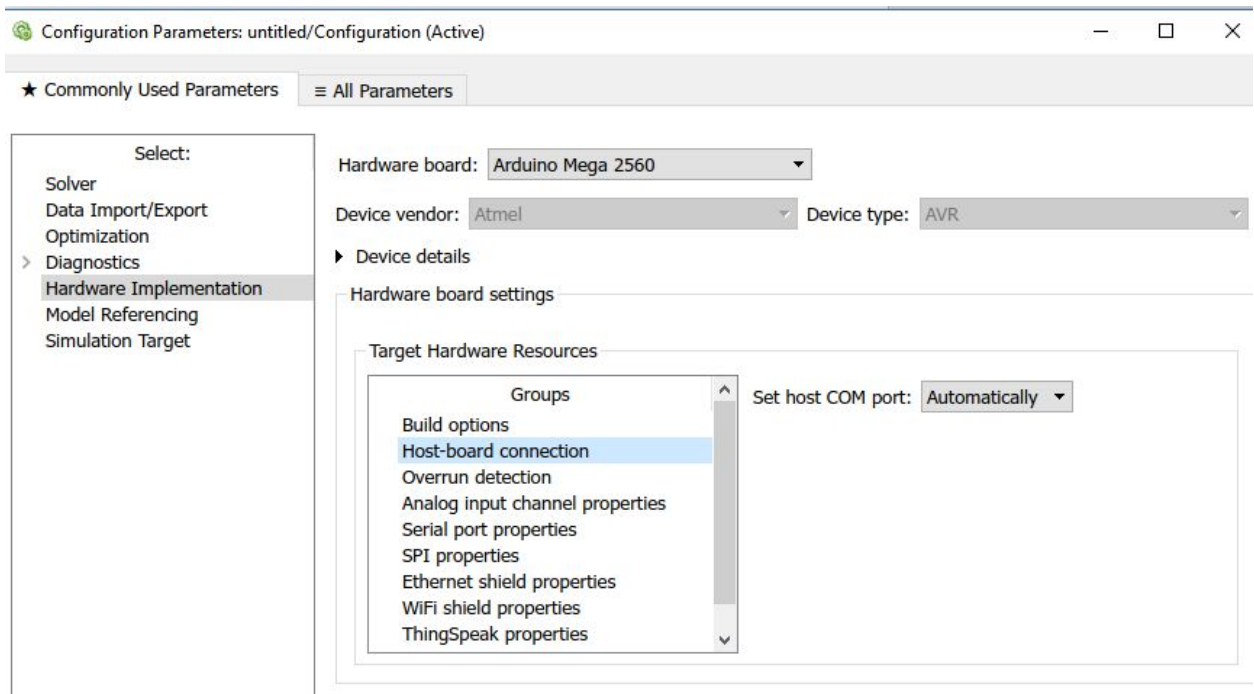 Configuration Parameters: untitled/Configuration (Active)
★ Commonly Used Parameters
≡ All Parameters
Select:
Solver
Data Import/Export
Optimization
Diagnostics
Hardware Implementation
Model Referencing
Simulation Target
Hardware board: Arduino Mega 2560
Device vendor: Atmel Device type: AVR
Device details
Hardware board settings
Target Hardware Resources
Groups
Build options
Host-board connection
Overrun detection
Analog input channel properties
Serial port properties
SPI properties
Ethernet shield properties
WiFi shield properties
ThingSpeak properties
Set host COM port: Automatically